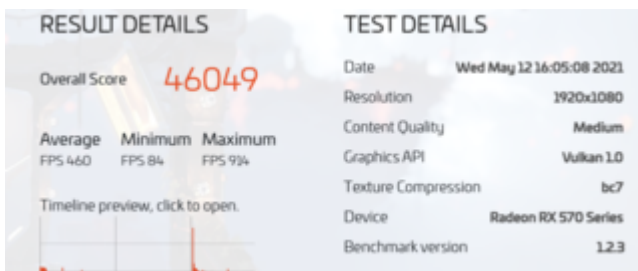 RESULT DETAILS
Overall Score 46049
Average Minimum Maximum
FPS 460 FPS 84 FPS 914
Timeline preview, click to open.
TEST DETAILS
Date Wed May 12 16:05:08 2021
Resolution 1920x1080
Content Quality Medium
Graphics API Vulkan 1.0
Texture Compression bc7
Device Radeon RX 570 Series
Benchmark version 1.2.3